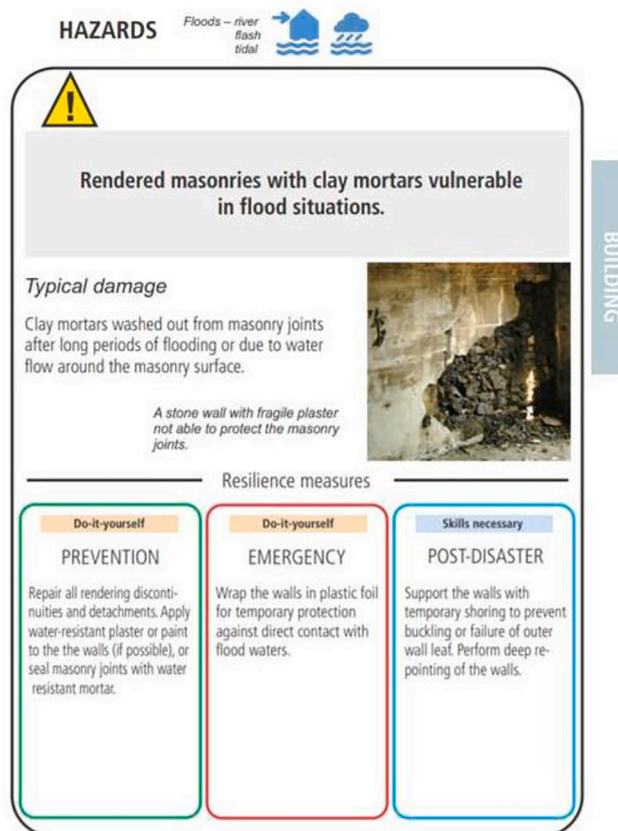 HAZARDS
Floods – river
flash
tidal
!
Rendered masonries with clay mortars vulnerable
in flood situations.
BUILDING
Typical damage
Clay mortars washed out from masonry joints
after long periods of flooding or due to water
flow around the masonry surface.
A stone wall with fragile plaster
not able to protect the masonry
joints.
Resilience measures
Do-it-yourself
PREVENTION
Repair all rendering disconti-
nuities and detachments. Apply
water-resistant plaster or paint
to the the walls (if possible), or
seal masonry joints with water
resistant mortar.
Do-it-yourself
EMERGENCY
Wrap the walls in plastic foil
for temporary protection
against direct contact with
flood waters.
Skills necessary
POST-DISASTER
Support the walls with
temporary shoring to prevent
buckling or failure of outer
wall leaf. Perform deep re-
pointing of the walls.